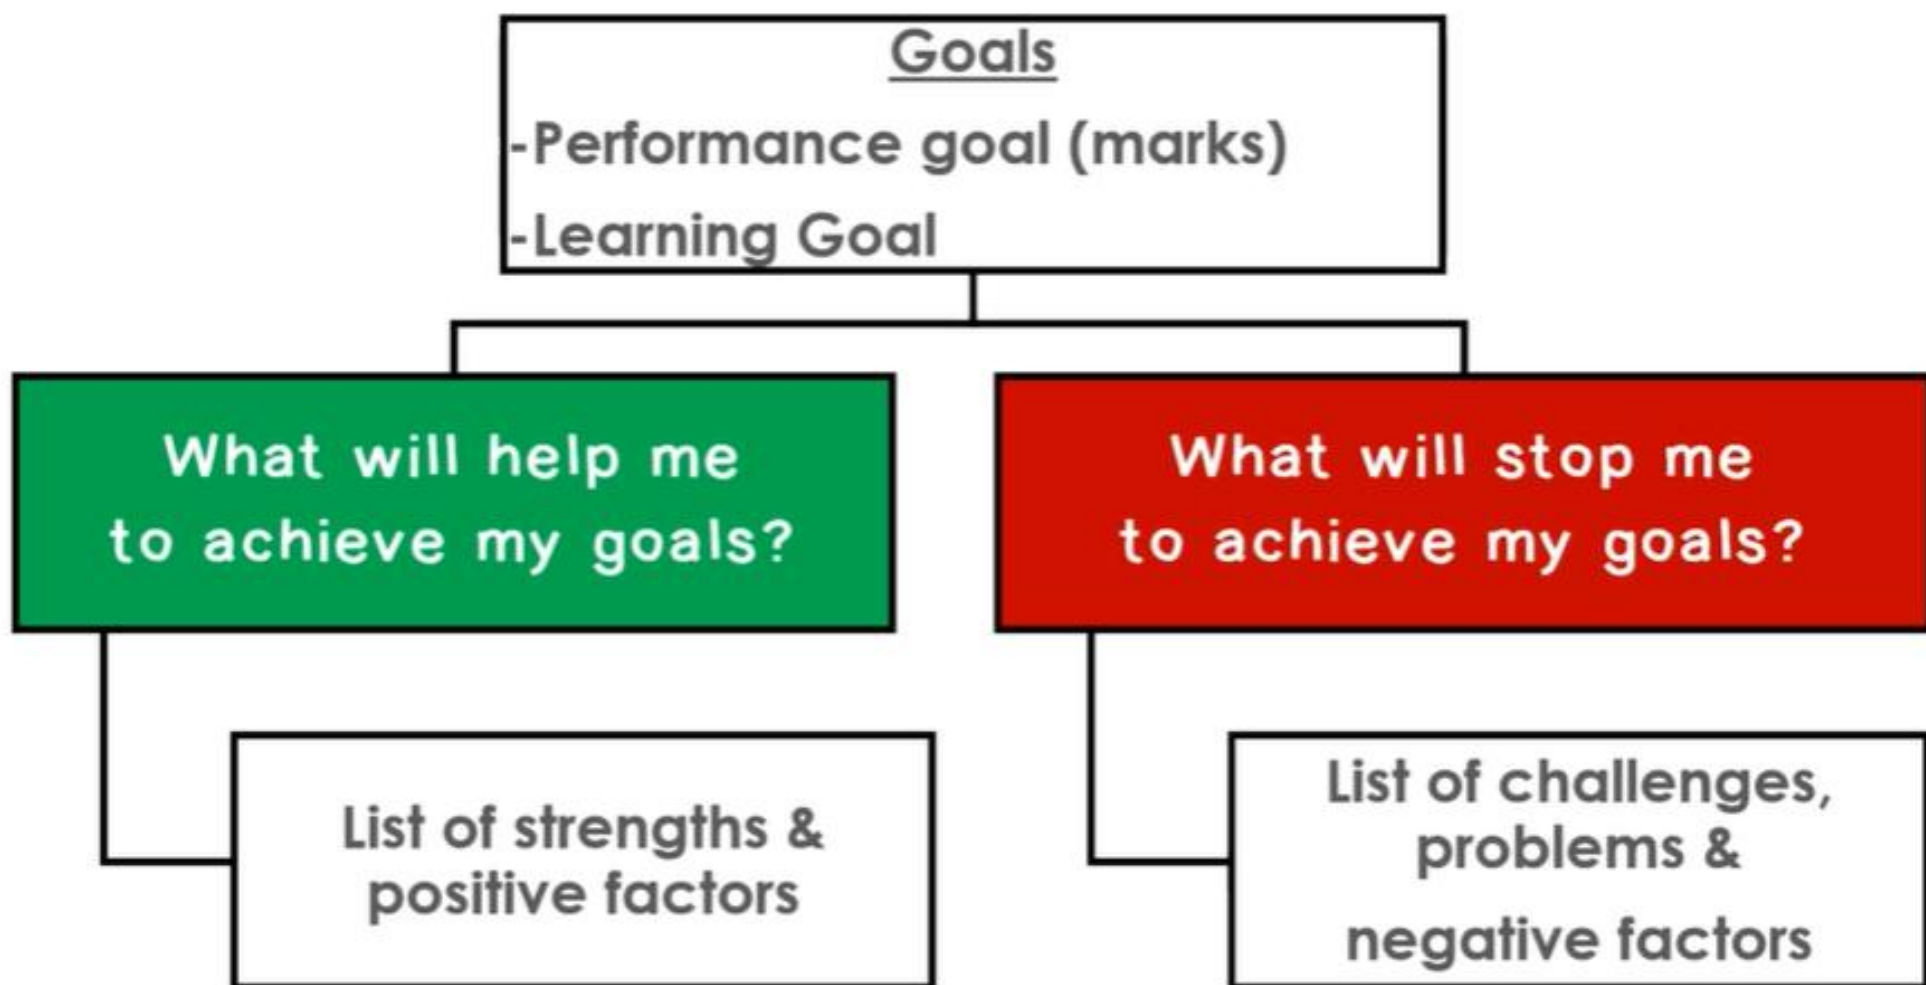 Goals
-Performance goal (marks)
-Learning Goal
What will help me
to achieve my goals?
What will stop me
to achieve my goals?
List of strengths &
positive factors
List of challenges,
problems &
negative factors